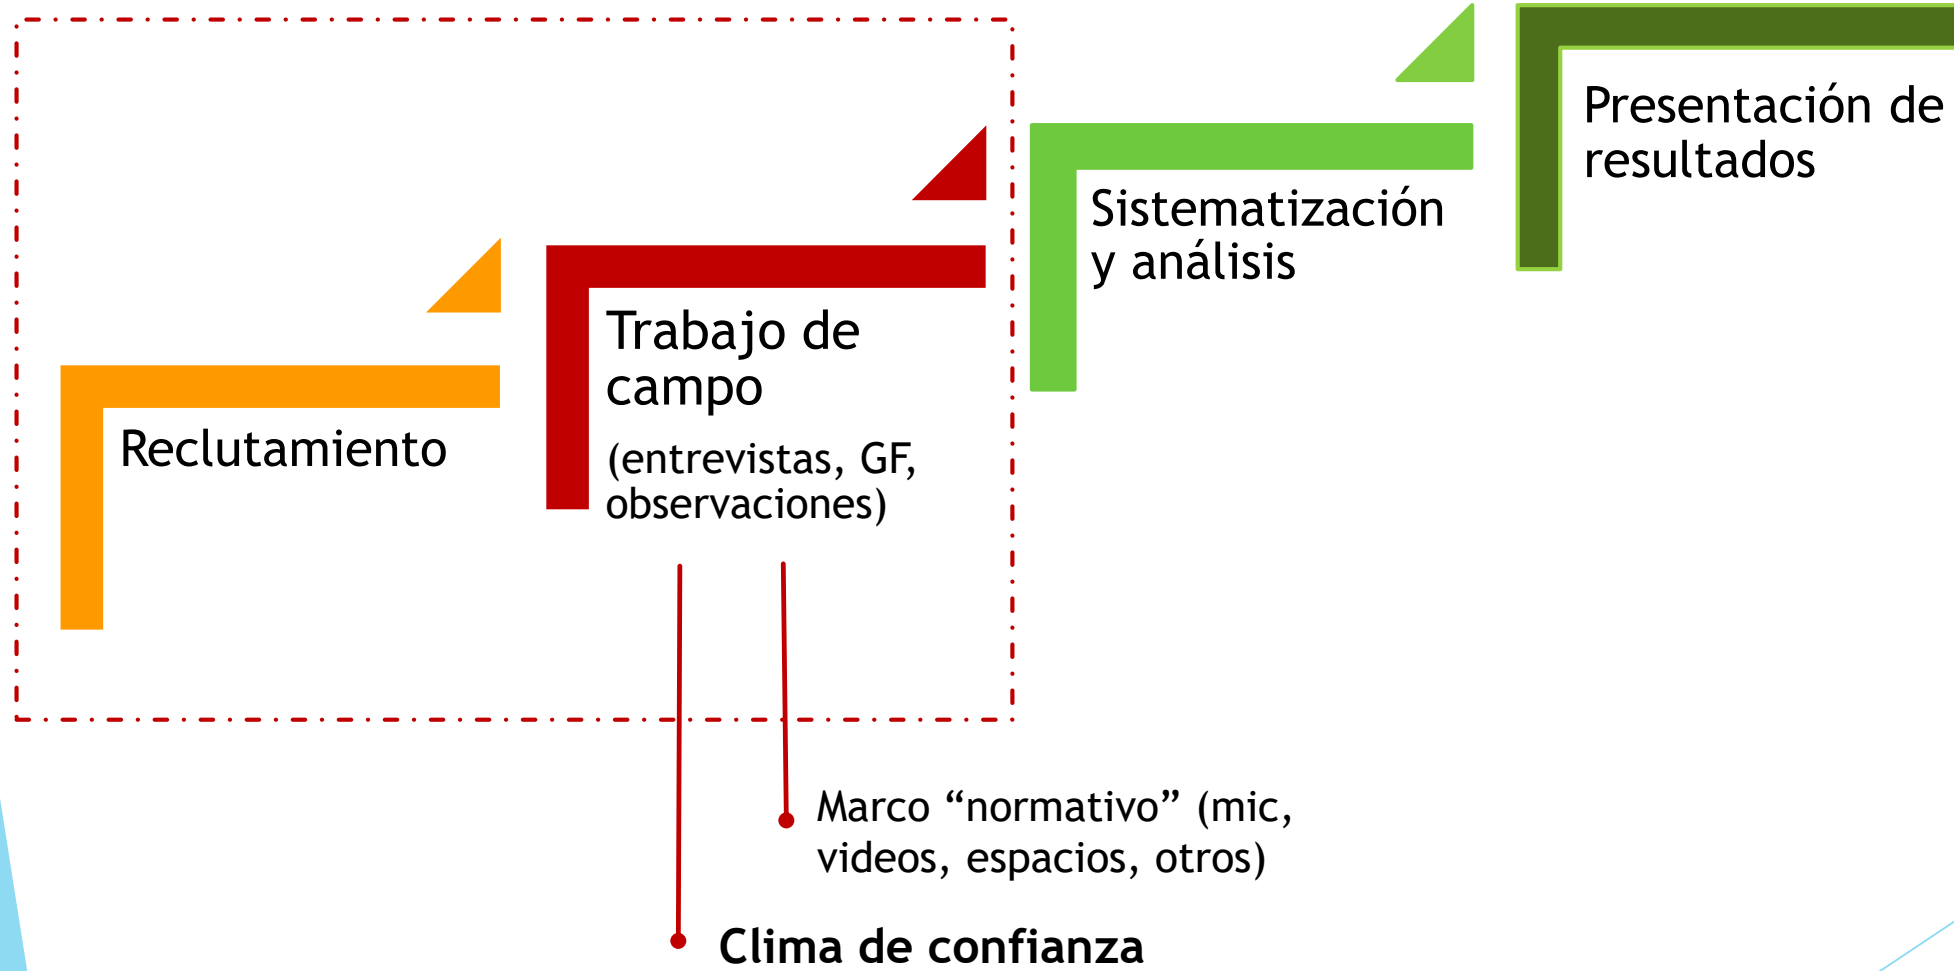 Reclutamiento
Trabajo de
campo
(entrevistas, GF,
observaciones)
Sistematización
y análisis
Presentación de
resultados
Marco “normativo” (mic,
videos, espacios, otros)
Clima de confianza